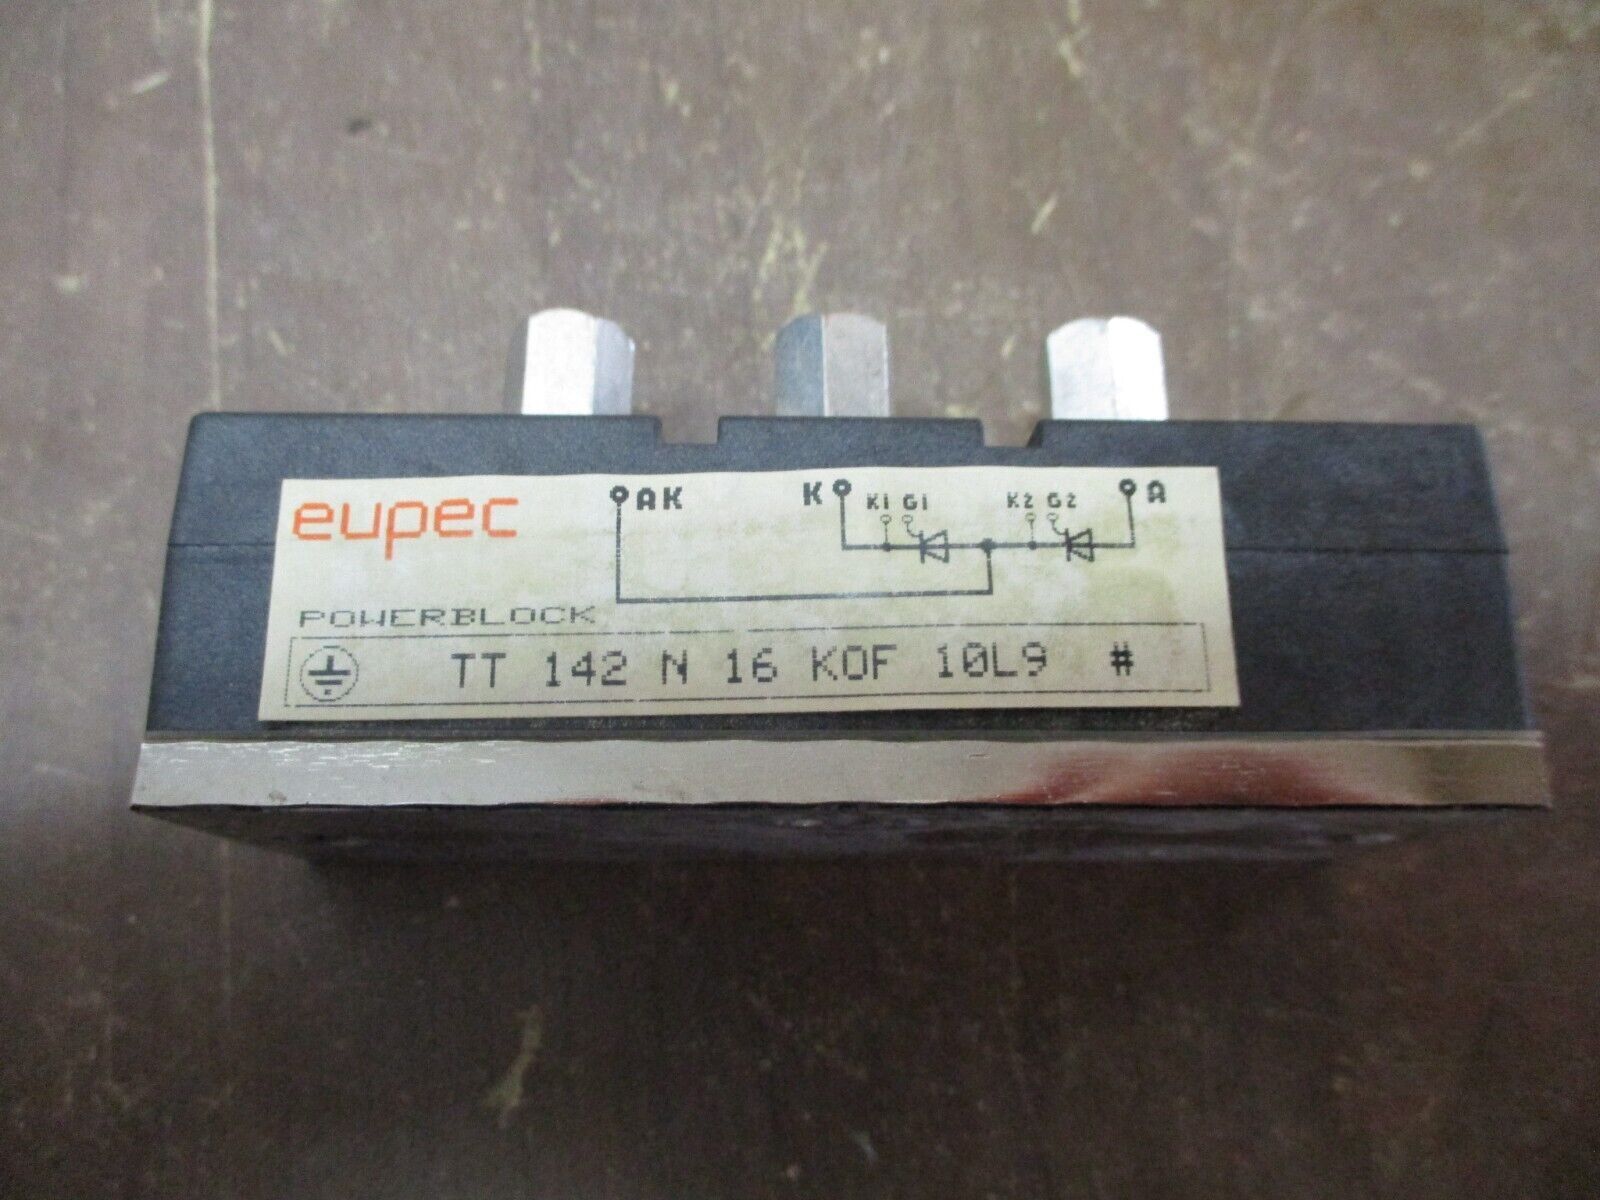 eupec
AK K K1 G1 K2 G2 A
POWERBLOCK
TT 142 N 16 KOF 10L9 #